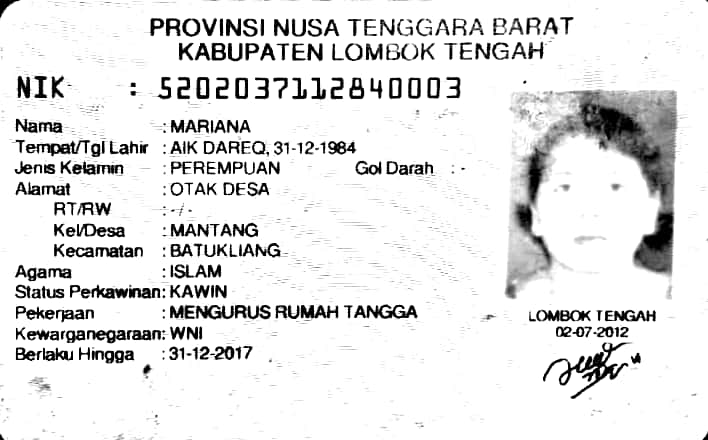 PROVINSI NUSA TENGGARA BARAT
KABUPATEN LOMBOK TENGAH
NIK : 5202037112840003
Nama : MARIANA
Tempat/Tgl Lahir : AIK DAREQ, 31-12-1984
Jenis Kelamin : PEREMPUAN Gol Darah : -
Alamat : OTAK DESA
RT/RW : -/-
Kel/Desa : MANTANG
Kecamatan : BATUKLIANG
Agama : ISLAM
Status Perkawinan: KAWIN
Pekerjaan : MENGURUS RUMAH TANGGA
Kewarganegaraan: WNI
Berlaku Hingga : 31-12-2017
LOMBOK TENGAH
02-07-2012